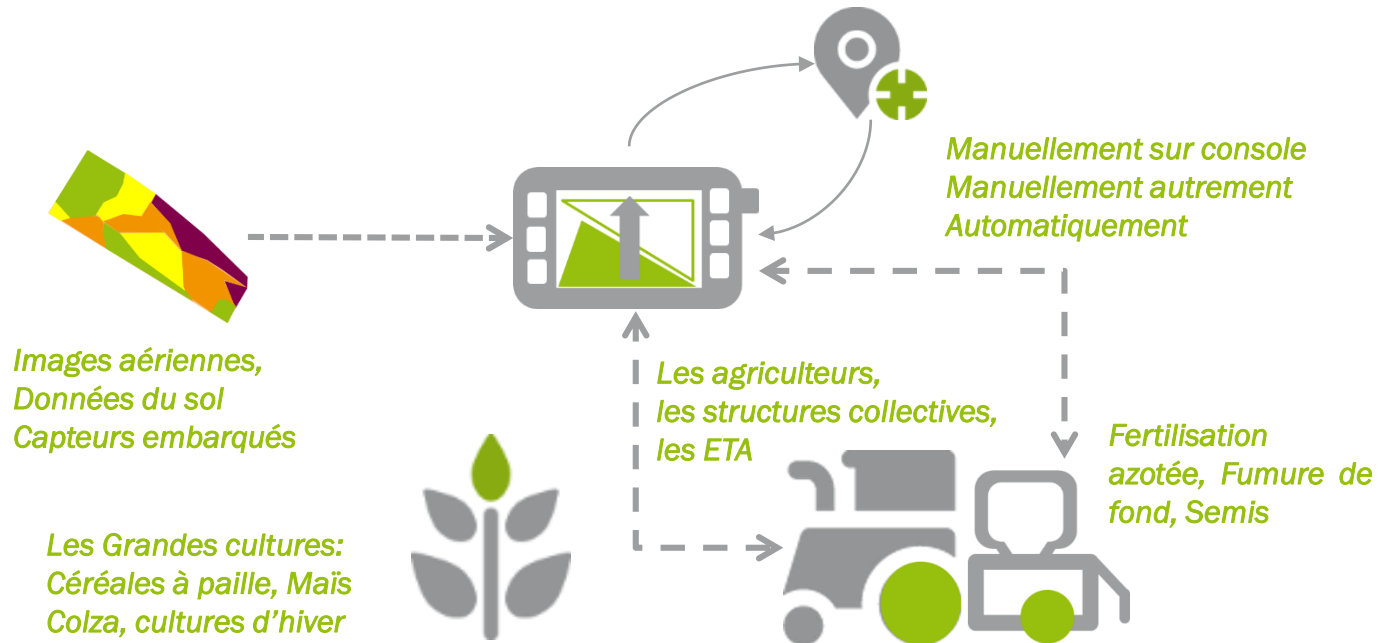 Manuellement sur console
Manuellement autrement
Automatiquement
Images aériennes,
Données du sol
Capteurs embarqués
Les agriculteurs,
les structures collectives,
les ETA
Fertilisation
azotée, Fumure de
fond, Semis
Les Grandes cultures:
Céréales à paille, Maïs
Colza, cultures d’hiver